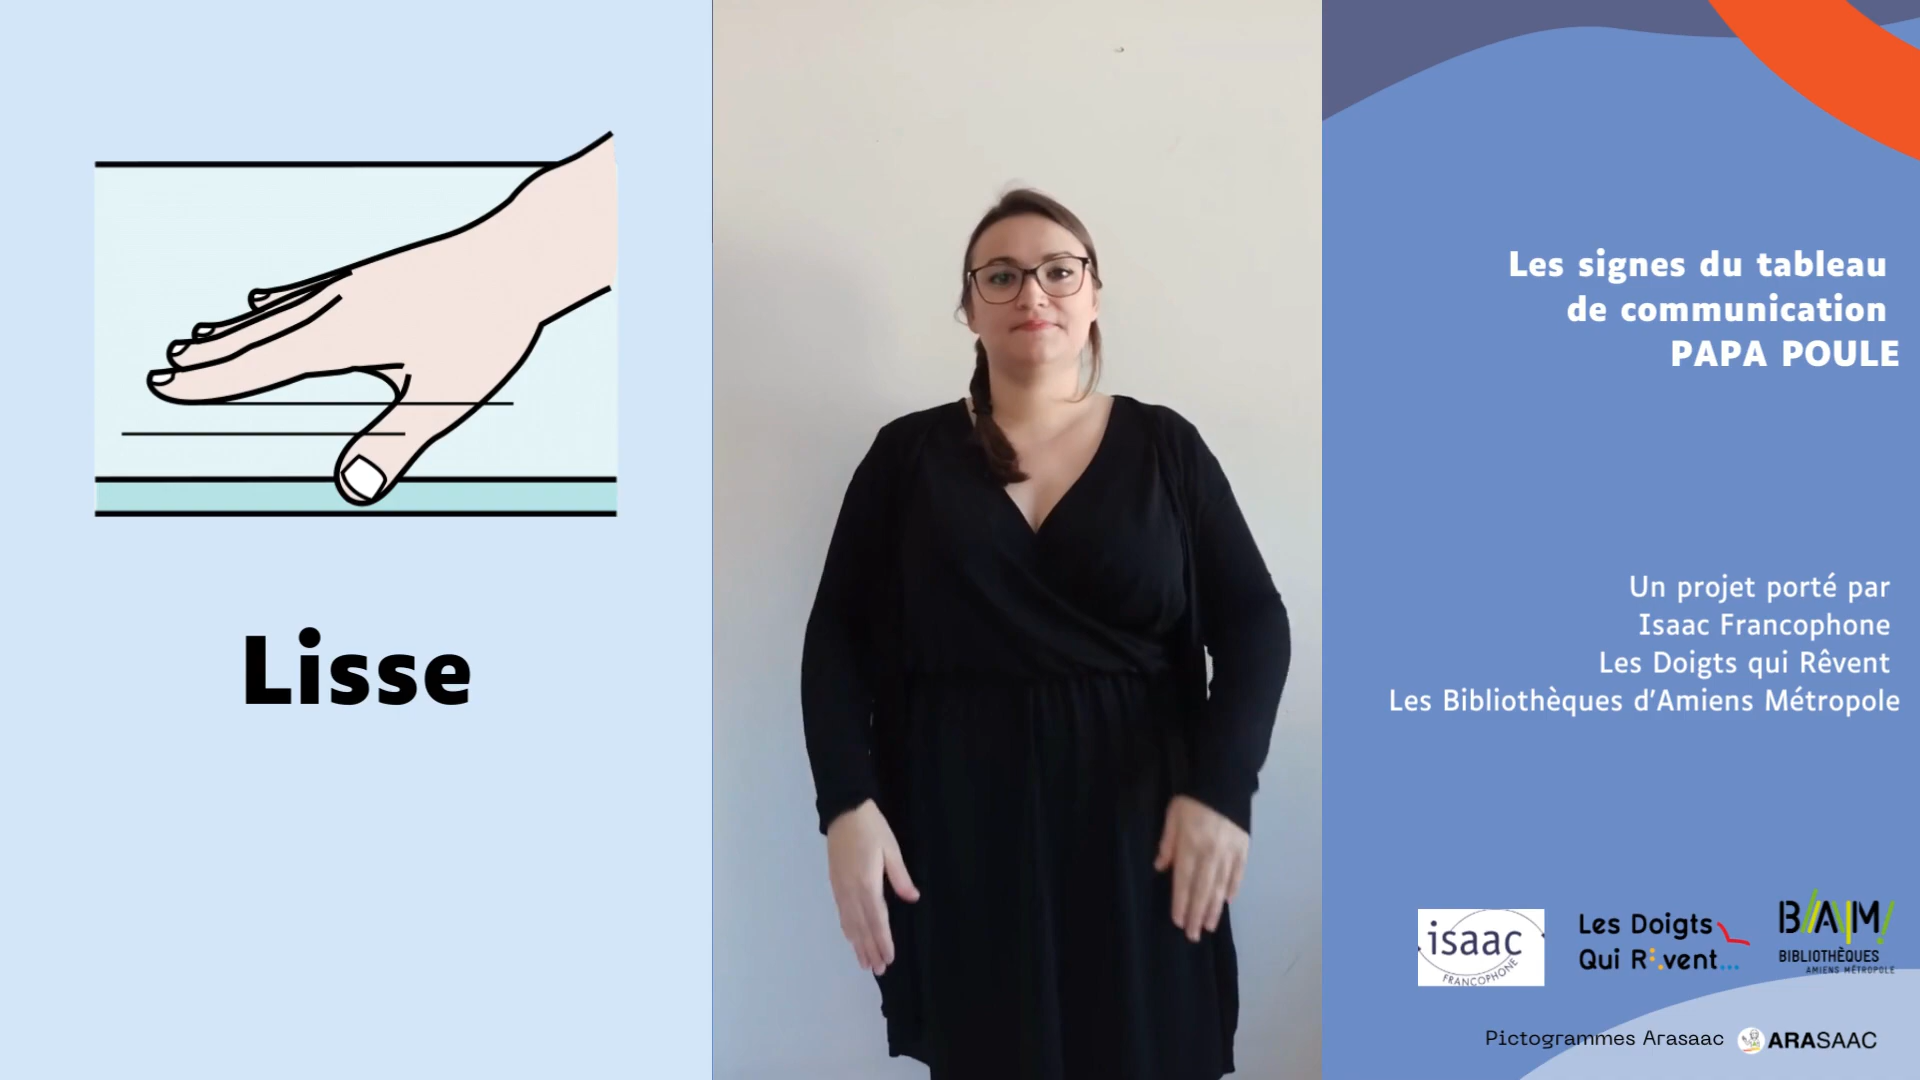 Lisse
Les signes du tableau
de communication
PAPA POULE
Un projet porté par
Isaac Francophone
Les Doigts qui Rêvent
Les Bibliothèques d'Amiens Métropole
isaac
FRANCOPHONE
Les Doigts
Qui Rêvent...
B/A/M/
BIBLIOTHÈQUES
AMIENS MÉTROPOLE
Pictogrammes Arasaac
ARASAAC